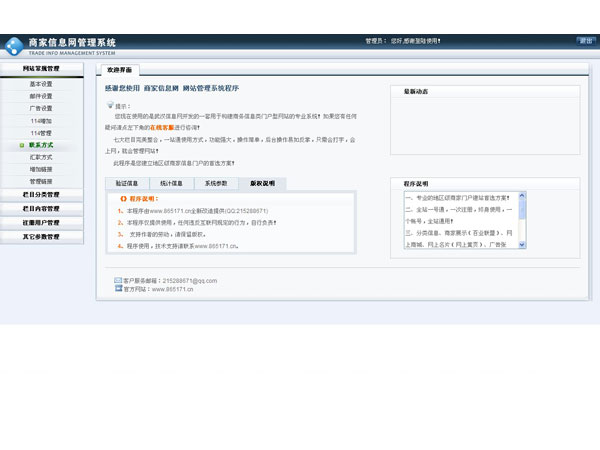 商家信息网管理系统
TRADE INFO MANAGEMENT SYSTEM
管理员： 您好,感谢登陆使用！
退出
网站常规管理
基本设置
邮件设置
广告设置
114增加
114管理
联系方式
汇款方式
增加链接
管理链接
栏目分类管理
栏目内容管理
注册用户管理
其它参数管理
欢迎界面
感谢您使用 商家信息网 网站管理系统程序
提示：
您现在使用的是武汉信息网开发的一套用于构建商务信息类门户型网站的专业系统！如果您有任何
疑问请点左下角的在线客服进行咨询！
七大栏目完美整合，一站通使用方式，功能强大，操作简单，后台操作易如反掌，只需会打字，会
上网，就会管理网站！
此程序是您建立地区级商家信息门户的首选方案！
验证信息
统计信息
系统参数
版权说明
程序说明：
1、本程序由www.865171.cn全新改进提供(QQ:215288671)
2、本程序仅提供使用，任何违反互联网规定的行为，自行负责！
3、 支持作者的劳动，请保留版权。
4、程序使用，技术支持请联系www.865171.cn。
客户服务邮箱：215288671@qq.com
官方网站：www.865171.cn
最新动态
程序说明
一、专业的地区级商家门户建站首选方案！
二、全站一号通，一次注册，终身使用，一
个帐号，全站通用！
三、分类信息、商家展示（百业联盟）、网
上商城、网上名片（网上黄页）、广告张